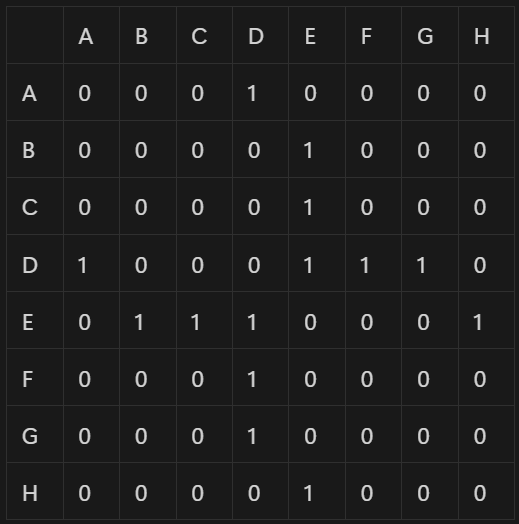 A B C D E F G H
A 0 0 0 1 0 0 0 0
B 0 0 0 0 1 0 0 0
C 0 0 0 0 1 0 0 0
D 1 0 0 0 1 1 1 0
E 0 1 1 1 0 0 0 1
F 0 0 0 1 0 0 0 0
G 0 0 0 1 0 0 0 0
H 0 0 0 0 1 0 0 0